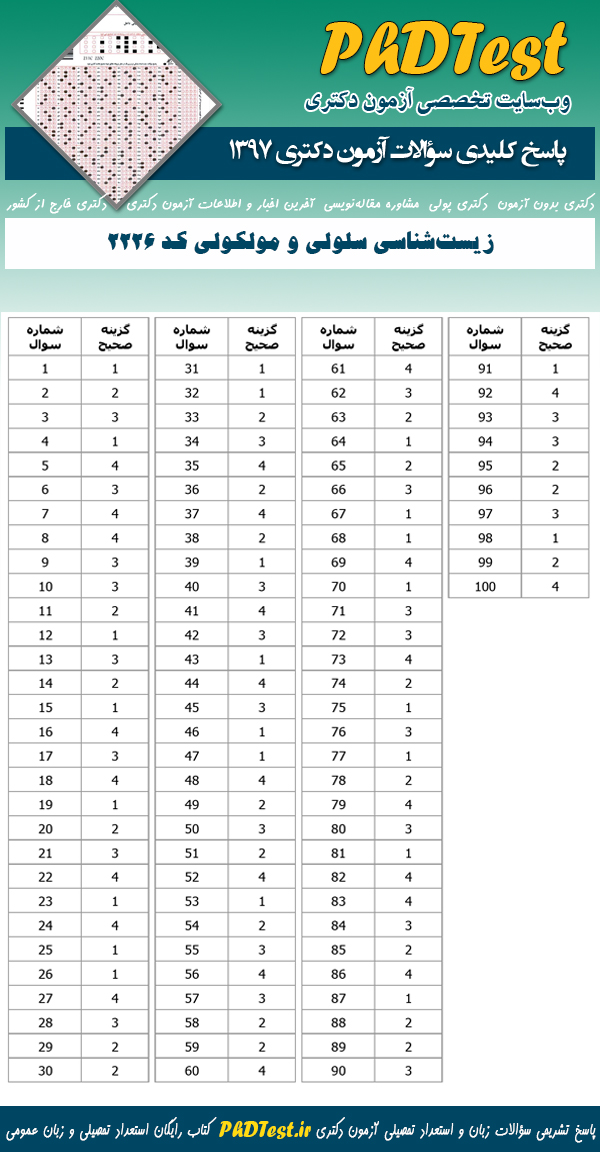 PhDTest
وب‌سایت تخصصی آزمون دکتری
پاسخ کلیدی سؤالات آزمون دکتری ۱۳۹۷
دکتری بدون آزمون دکتری پولی مشاوره مقاله‌نویسی آخرین اخبار و اطلاعات آزمون دکتری دکتری خارج از کشور
زیست‌شناسی سلولی و مولکولی کد ۲۲۲۶
شماره سوال گزینه صحیح شماره سوال گزینه صحیح شماره سوال گزینه صحیح شماره سوال گزینه صحیح
1 1 31 1 61 4 91 1
2 2 32 1 62 3 92 4
3 3 33 2 63 2 93 3
4 1 34 3 64 1 94 3
5 4 35 4 65 2 95 2
6 3 36 2 66 3 96 2
7 4 37 4 67 1 97 3
8 4 38 2 68 1 98 1
9 3 39 1 69 4 99 2
10 3 40 3 70 1 100 4
11 2 41 4 71 3
12 1 42 3 72 3
13 3 43 1 73 4
14 2 44 4 74 2
15 1 45 3 75 1
16 4 46 1 76 3
17 3 47 1 77 1
18 4 48 4 78 2
19 1 49 2 79 4
20 2 50 3 80 3
21 3 51 2 81 1
22 4 52 4 82 4
23 1 53 1 83 4
24 4 54 2 84 3
25 1 55 3 85 2
26 1 56 4 86 4
27 4 57 3 87 1
28 3 58 2 88 2
29 2 59 2 89 2
30 2 60 4 90 3
پاسخ تشریحی سؤالات زبان و استعداد تحصیلی آزمون دکتری PhDTest.ir کتاب رایگان استعداد تحصیلی و زبان عمومی